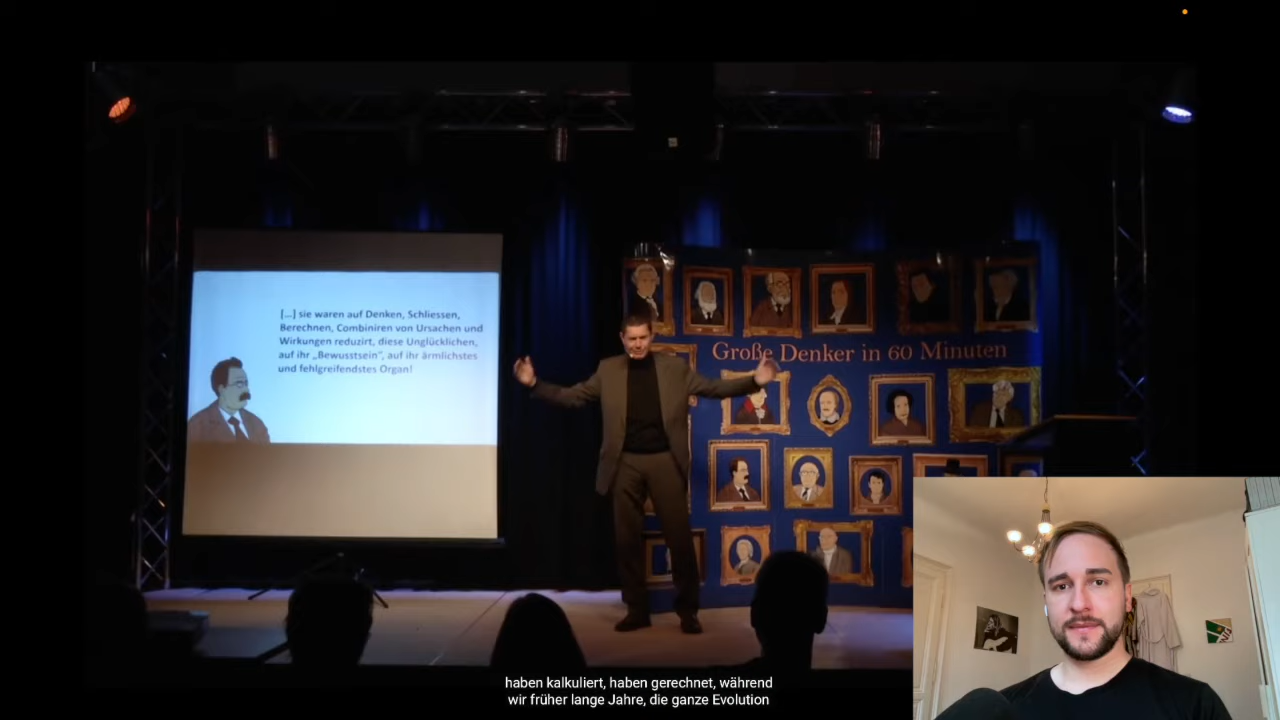 [...] sie waren auf Denken, Schliessen,
Berechnen, Combiniren von Ursachen und
Wirkungen reduzirt, diese Unglücklichen,
auf ihr „Bewusstsein“, auf ihr ärmlichstes
und fehlgreifendstes Organ!
Große Denker in 60 Minuten
haben kalkuliert, haben gerechnet, während
wir früher lange Jahre, die ganze Evolution